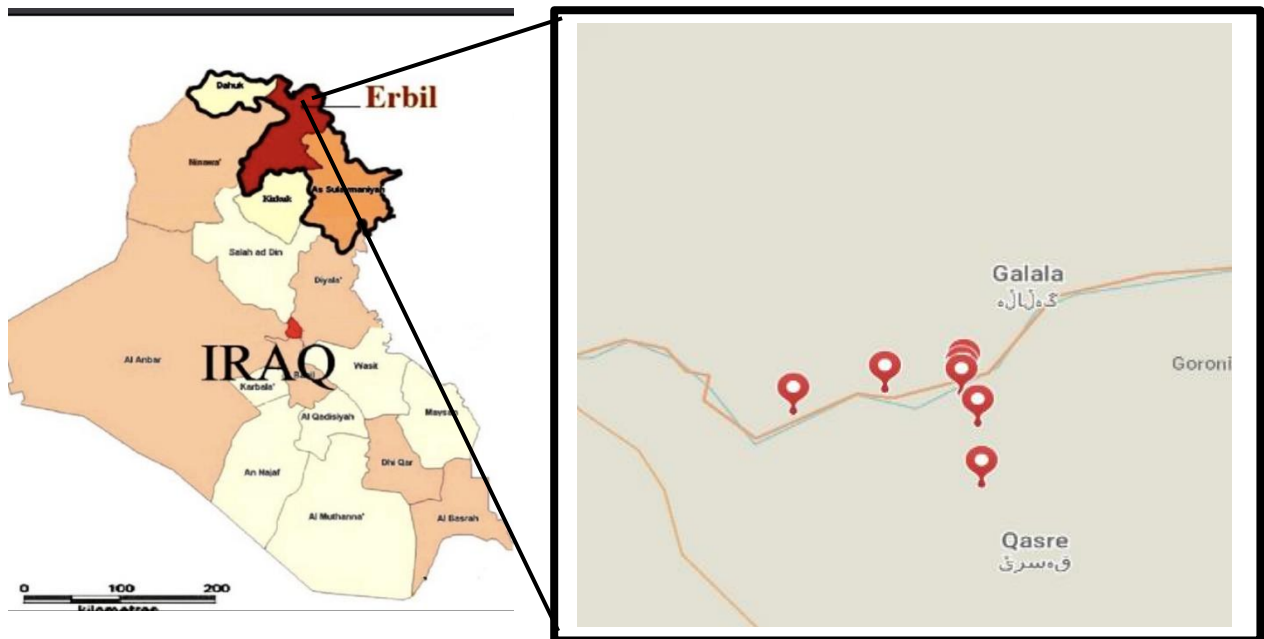 Dahuk
Erbil
Ninawa'
As Sulaymaniyah
Kirkuk
Salah ad Din
Diyala'
Al Anbar
IRAQ
Wasit
Karbala'
Al Qadisiyah
Maysan
An Najaf
Dhi Qar
Al Muthanna'
Al Basrah
0 100 200
kilometres
Galala
گەڵاڵە
Goroni
Qasre
قەسرێ